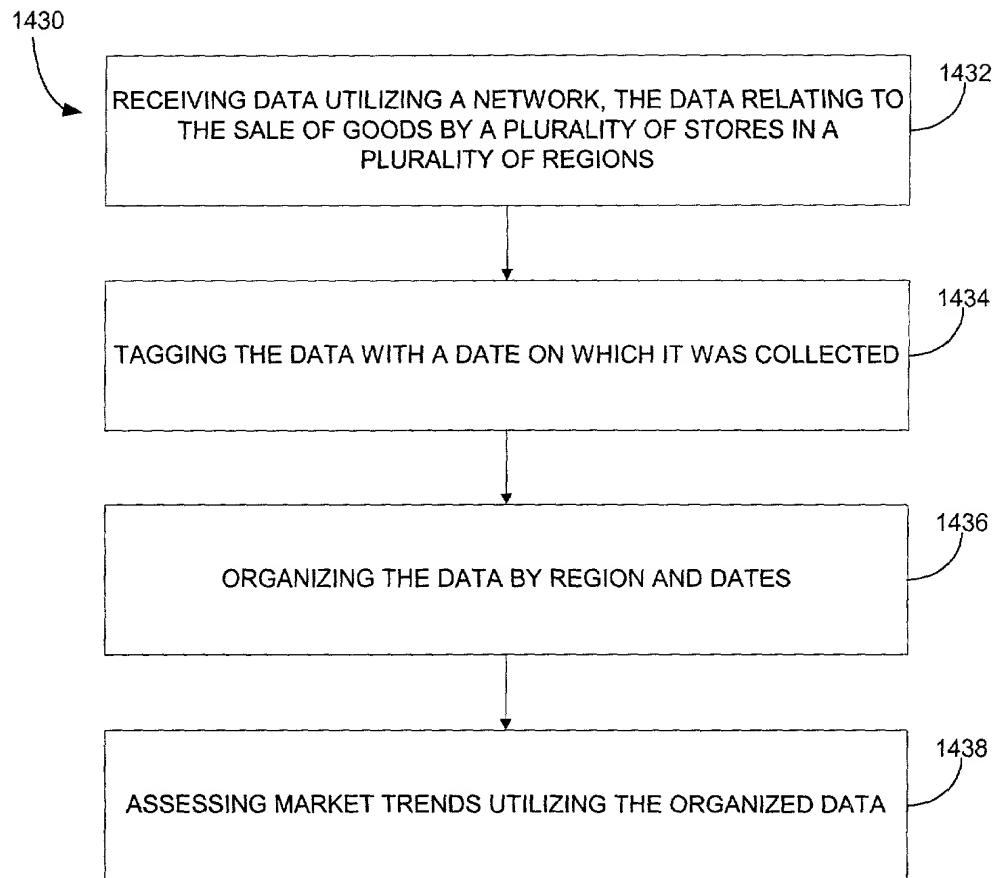 1430
1432
RECEIVING DATA UTILIZING A NETWORK, THE DATA RELATING TO
THE SALE OF GOODS BY A PLURALITY OF STORES IN A
PLURALITY OF REGIONS
1434
TAGGING THE DATA WITH A DATE ON WHICH IT WAS COLLECTED
1436
ORGANIZING THE DATA BY REGION AND DATES
1438
ASSESSING MARKET TRENDS UTILIZING THE ORGANIZED DATA